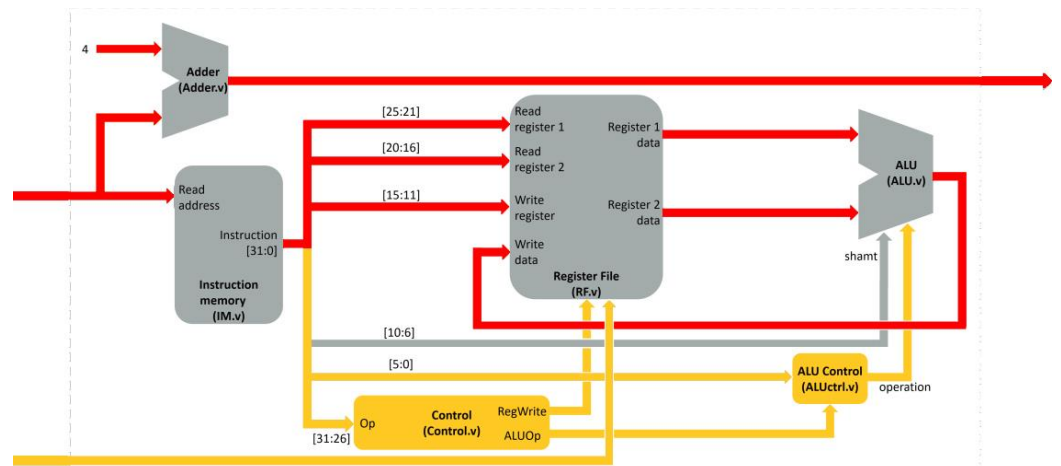 4
Adder
(Adder.v)
[25:21]
[20:16]
[15:11]
Read
register 1
Read
register 2
Write
register
Write
data
Register 1
data
Register 2
data
Register File
(RF.v)
ALU
(ALU.v)
Read
address
Instruction
[31:0]
Instruction
memory
(IM.v)
shamt
[10:6]
[5:0]
ALU Control
(ALUctrl.v)
operation
[31:26]
Op
Control
(Control.v)
RegWrite
ALUOp